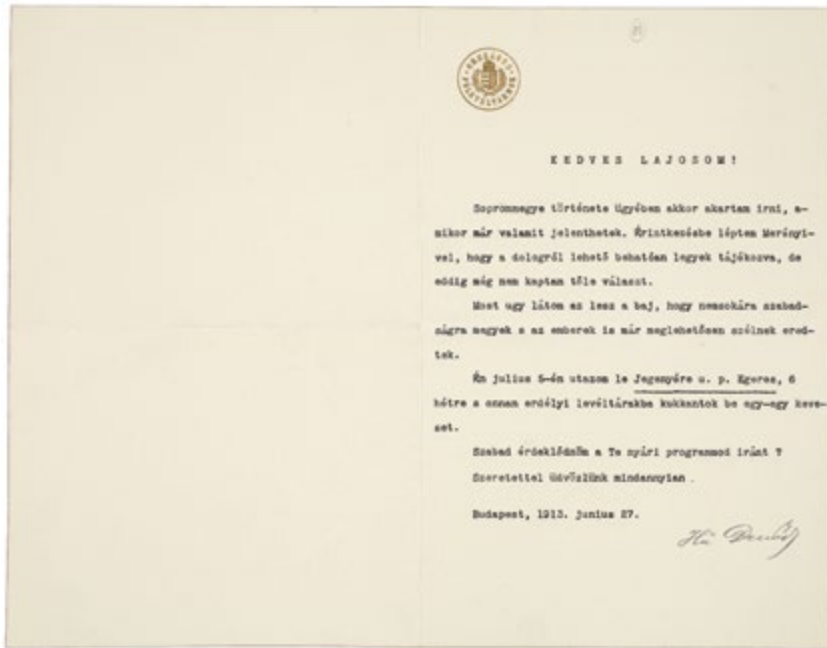 ORSZÁGOS LEVÉLTÁRNOK
KEDVES LAJOSOM!
Sopronmegye története ügyében akkor akartam irni, a-
mikor már valamit jelenthetek. Érintkezésbe léptem Merényi-
vel, hogy a dologról lehető behatóan legyek tájékozva, de
eddig még nem kaptam tőle választ.
Most ugy látom az lesz a baj, hogy nemsokára szabad-
ságra megyek s az emberek is már meglehetősen szélnek ered-
tek.
Én julius 5-én utazom le Jegenyére u. p. Egeres, 6
hétre s onnan erdélyi levéltárakba kukkantok be egy-egy keve-
set.
Szabad érdeklődnöm a Te nyári programmod iránt ?
Szeretettel üdvözlünk mindannyian .
Budapest, 1913. junius 27.
Hű